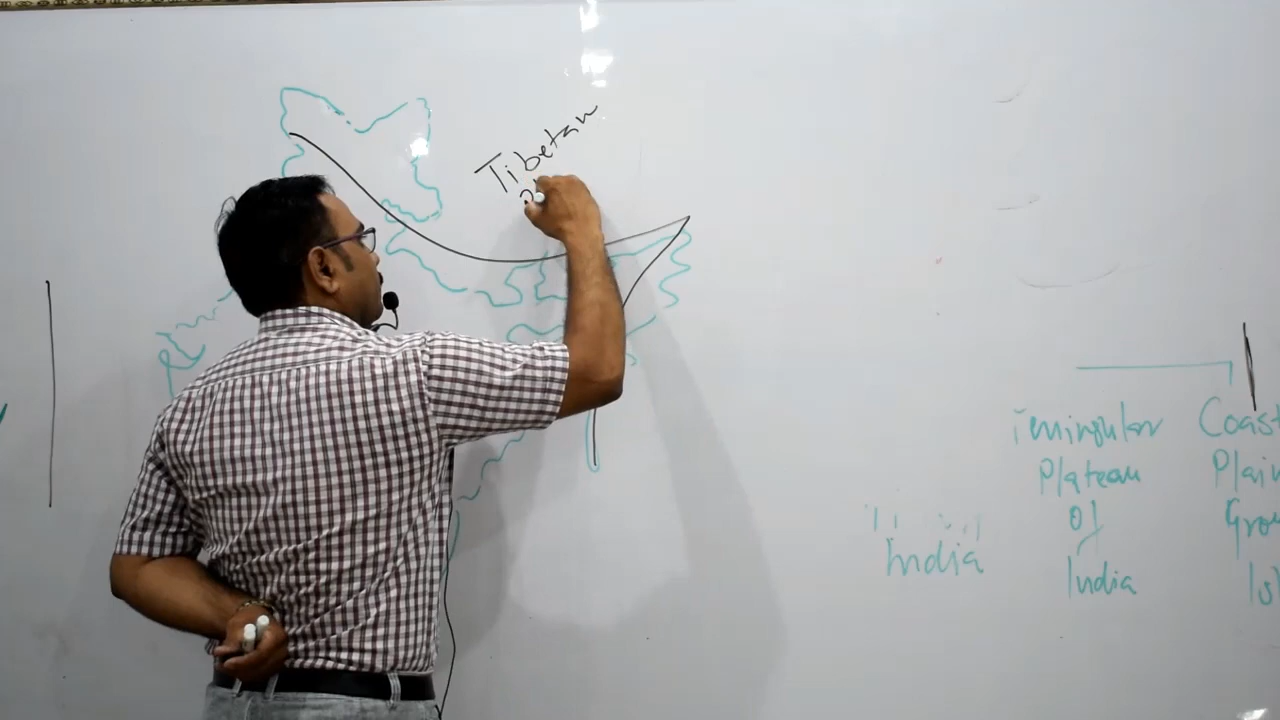 Tibetan
India
Peninsular
Plateau
Of
India
Coast
Plain
Grou
Isl